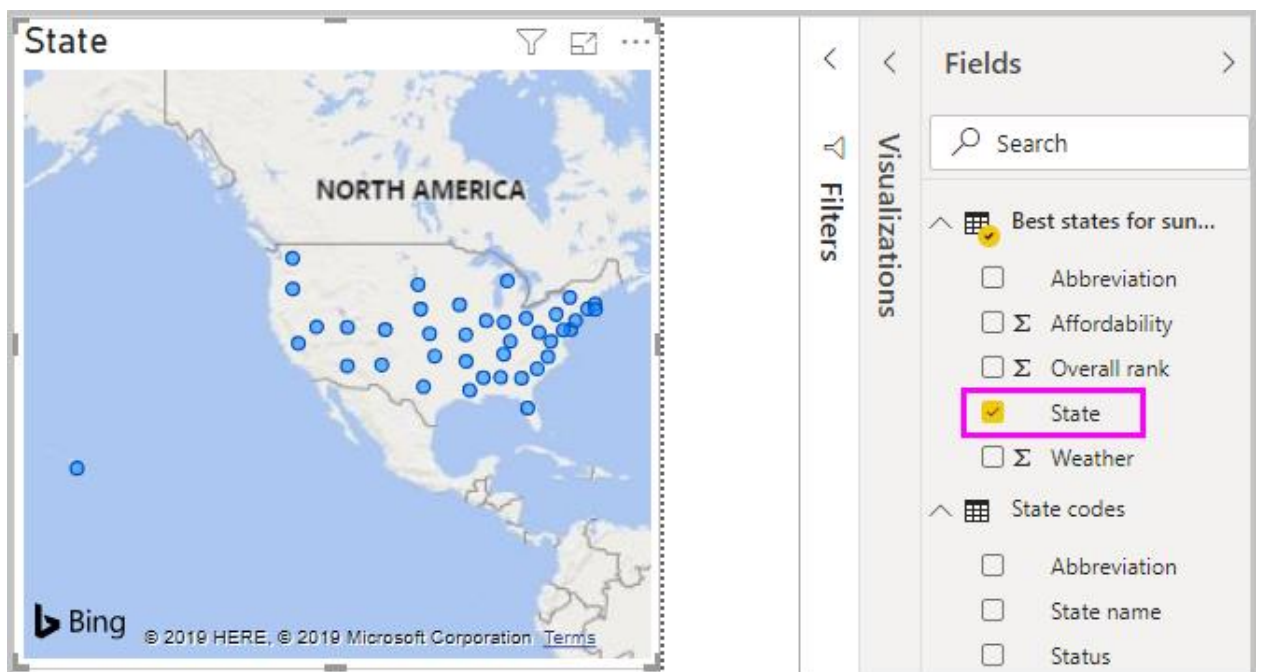 State
NORTH AMERICA
Bing
© 2019 HERE, © 2019 Microsoft Corporation Terms
Filters
Visualizations
Fields
Search
Best states for sun...
Abbreviation
Σ Affordability
Σ Overall rank
State
Σ Weather
State codes
Abbreviation
State name
Status